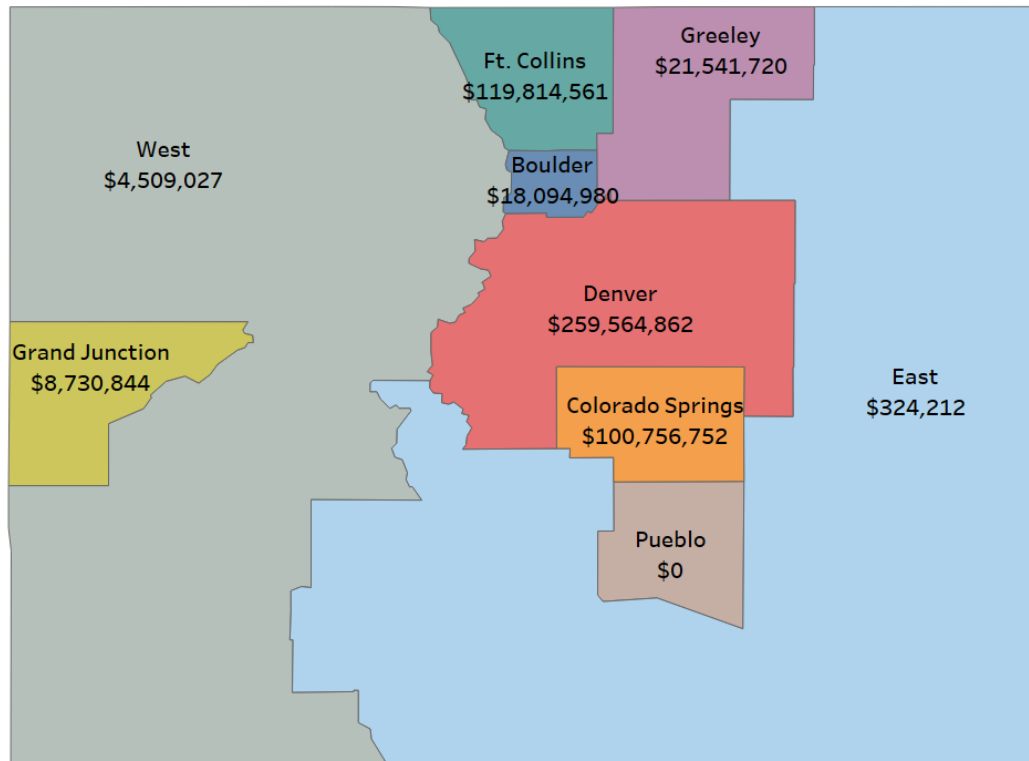 Greeley
$21,541,720
Ft. Collins
$119,814,561
West
$4,509,027
Boulder
$18,094,980
Denver
$259,564,862
Grand Junction
$8,730,844
East
$324,212
Colorado Springs
$100,756,752
Pueblo
$0